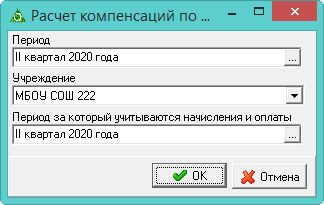 Расчет компенсаций по ...
Период
II квартал 2020 года
...
Учреждение
МБОУ СОШ 222
Период за который учитываются начисления и оплаты
II квартал 2020 года
...
OK
Отмена